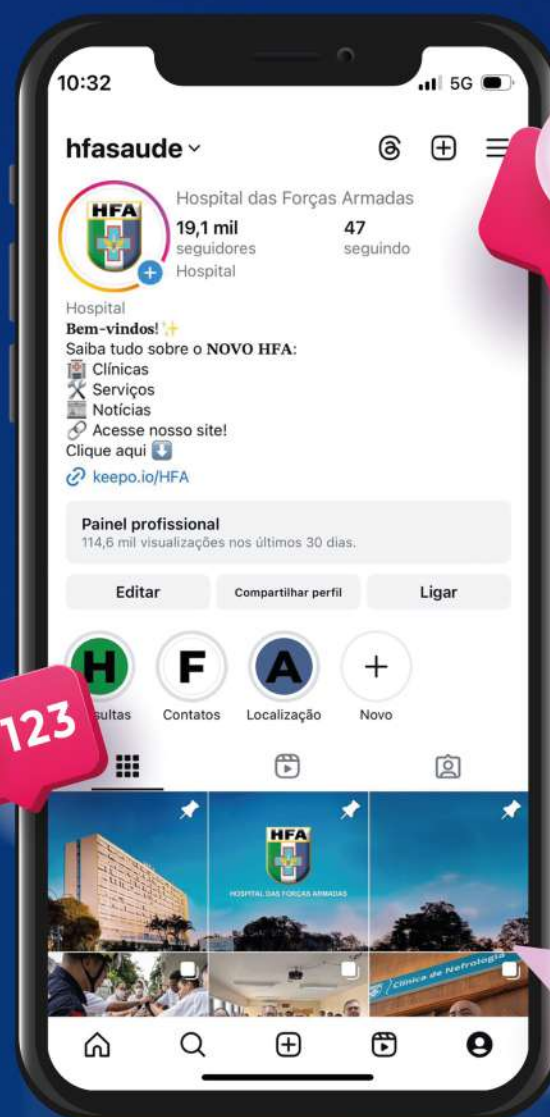 10:32
5G
hfasaude
Hospital das Forças Armadas
19,1 mil
47
seguidores
seguindo
Hospital
Hospital
Bem-vindos!
Saiba tudo sobre o NOVO HFA:
Clínicas
Serviços
Notícias
Acesse nosso site!
Clique aqui
keepo.io/HFA
Painel profissional
114,6 mil visualizações nos últimos 30 dias.
Editar
Compartilhar perfil
Ligar
H
F
A
+
sultas
Contatos
Localização
Novo
123
HFA
HOSPITAL DAS FORÇAS ARMADAS
Clínica de Nefrologia
HFA